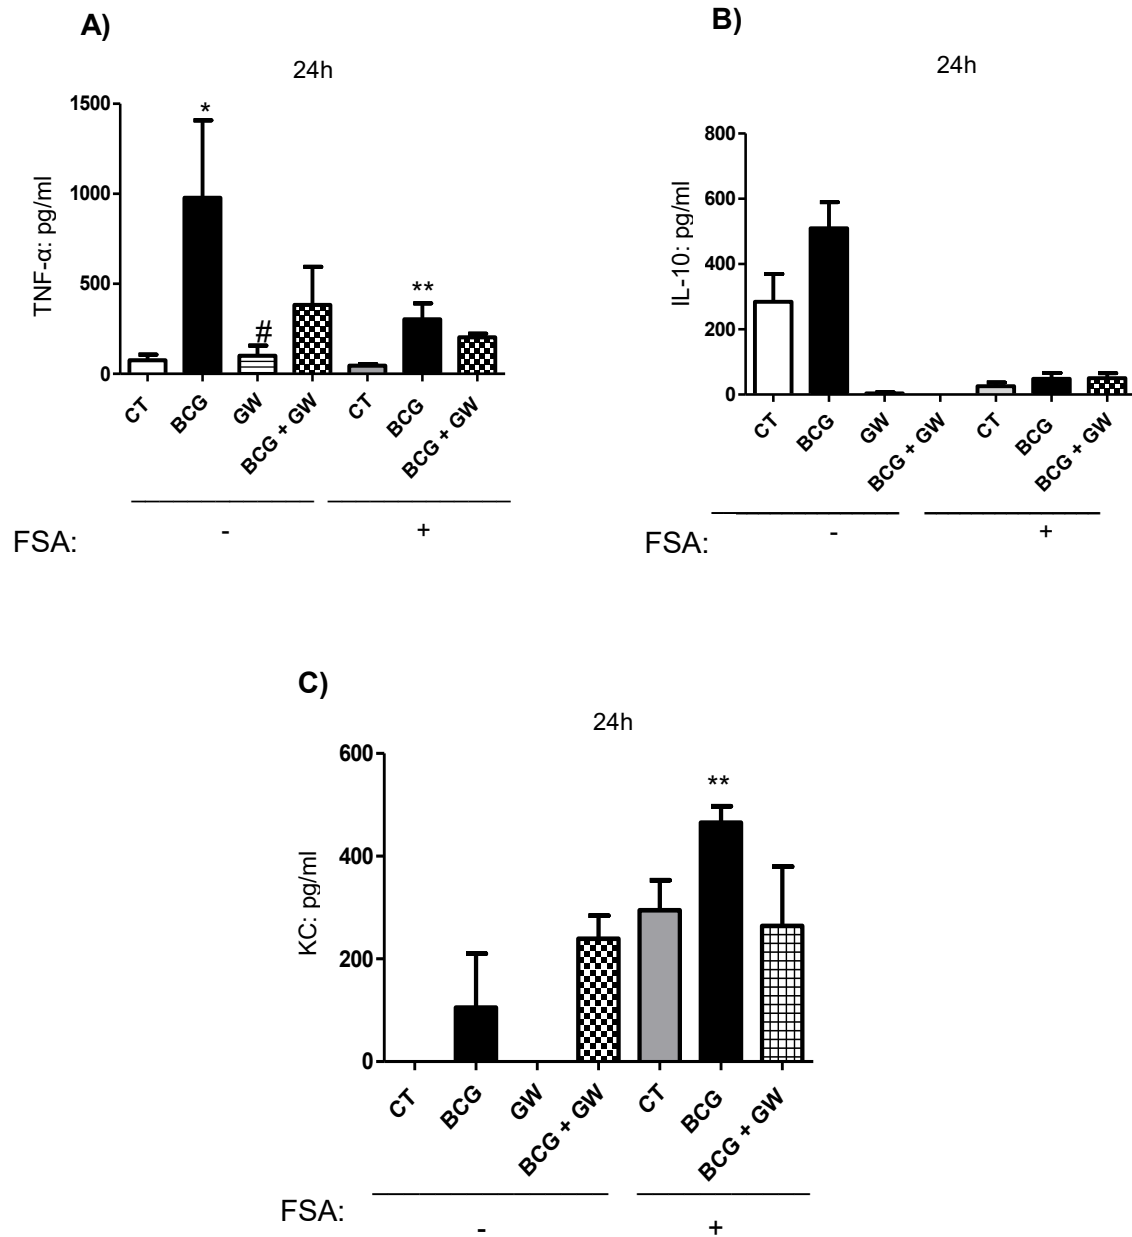 A)
24h
TNF-α: pg/ml
1500
1000
500
0
*
#
**
CT
BCG
GW
BCG + GW
CT
BCG
BCG + GW
FSA:
-
+
B)
24h
IL-10: pg/ml
800
600
400
200
0
CT
BCG
GW
BCG + GW
CT
BCG
BCG + GW
FSA:
-
+
C)
24h
KC: pg/ml
600
400
200
0
**
CT
BCG
GW
BCG + GW
CT
BCG
BCG + GW
FSA:
-
+